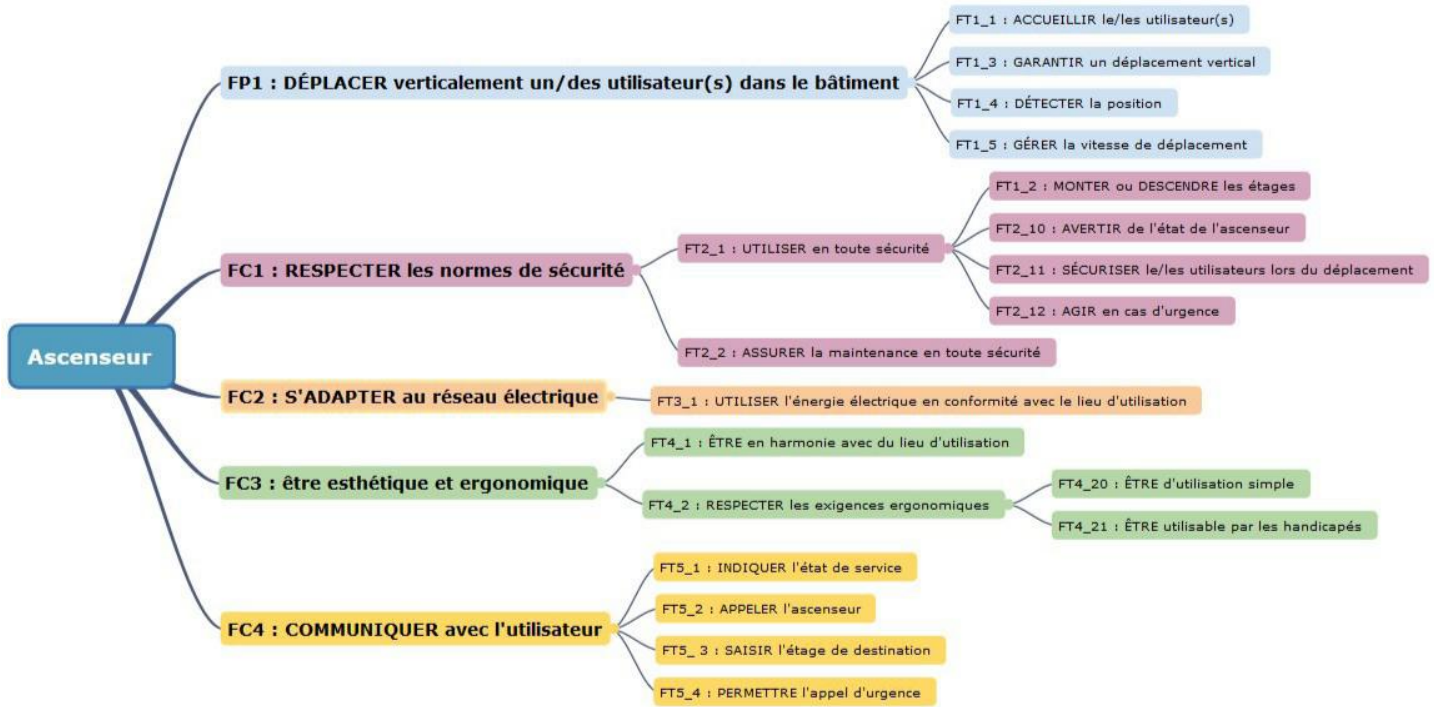 Ascenseur
FP1 : DÉPLACER verticalement un/des utilisateur(s) dans le bâtiment
FT1_1 : ACCUEILLIR le/les utilisateur(s)
FT1_3 : GARANTIR un déplacement vertical
FT1_4 : DÉTECTER la position
FT1_5 : GÉRER la vitesse de déplacement
FC1 : RESPECTER les normes de sécurité
FT2_1 : UTILISER en toute sécurité
FT1_2 : MONTER ou DESCENDRE les étages
FT2_10 : AVERTIR de l'état de l'ascenseur
FT2_11 : SÉCURISER le/les utilisateurs lors du déplacement
FT2_12 : AGIR en cas d'urgence
FT2_2 : ASSURER la maintenance en toute sécurité
FC2 : S'ADAPTER au réseau électrique
FT3_1 : UTILISER l'énergie électrique en conformité avec le lieu d'utilisation
FC3 : être esthétique et ergonomique
FT4_1 : ÊTRE en harmonie avec du lieu d'utilisation
FT4_2 : RESPECTER les exigences ergonomiques
FT4_20 : ÊTRE d'utilisation simple
FT4_21 : ÊTRE utilisable par les handicapés
FC4 : COMMUNIQUER avec l'utilisateur
FT5_1 : INDIQUER l'état de service
FT5_2 : APPELER l'ascenseur
FT5_ 3 : SAISIR l'étage de destination
FT5_4 : PERMETTRE l'appel d'urgence